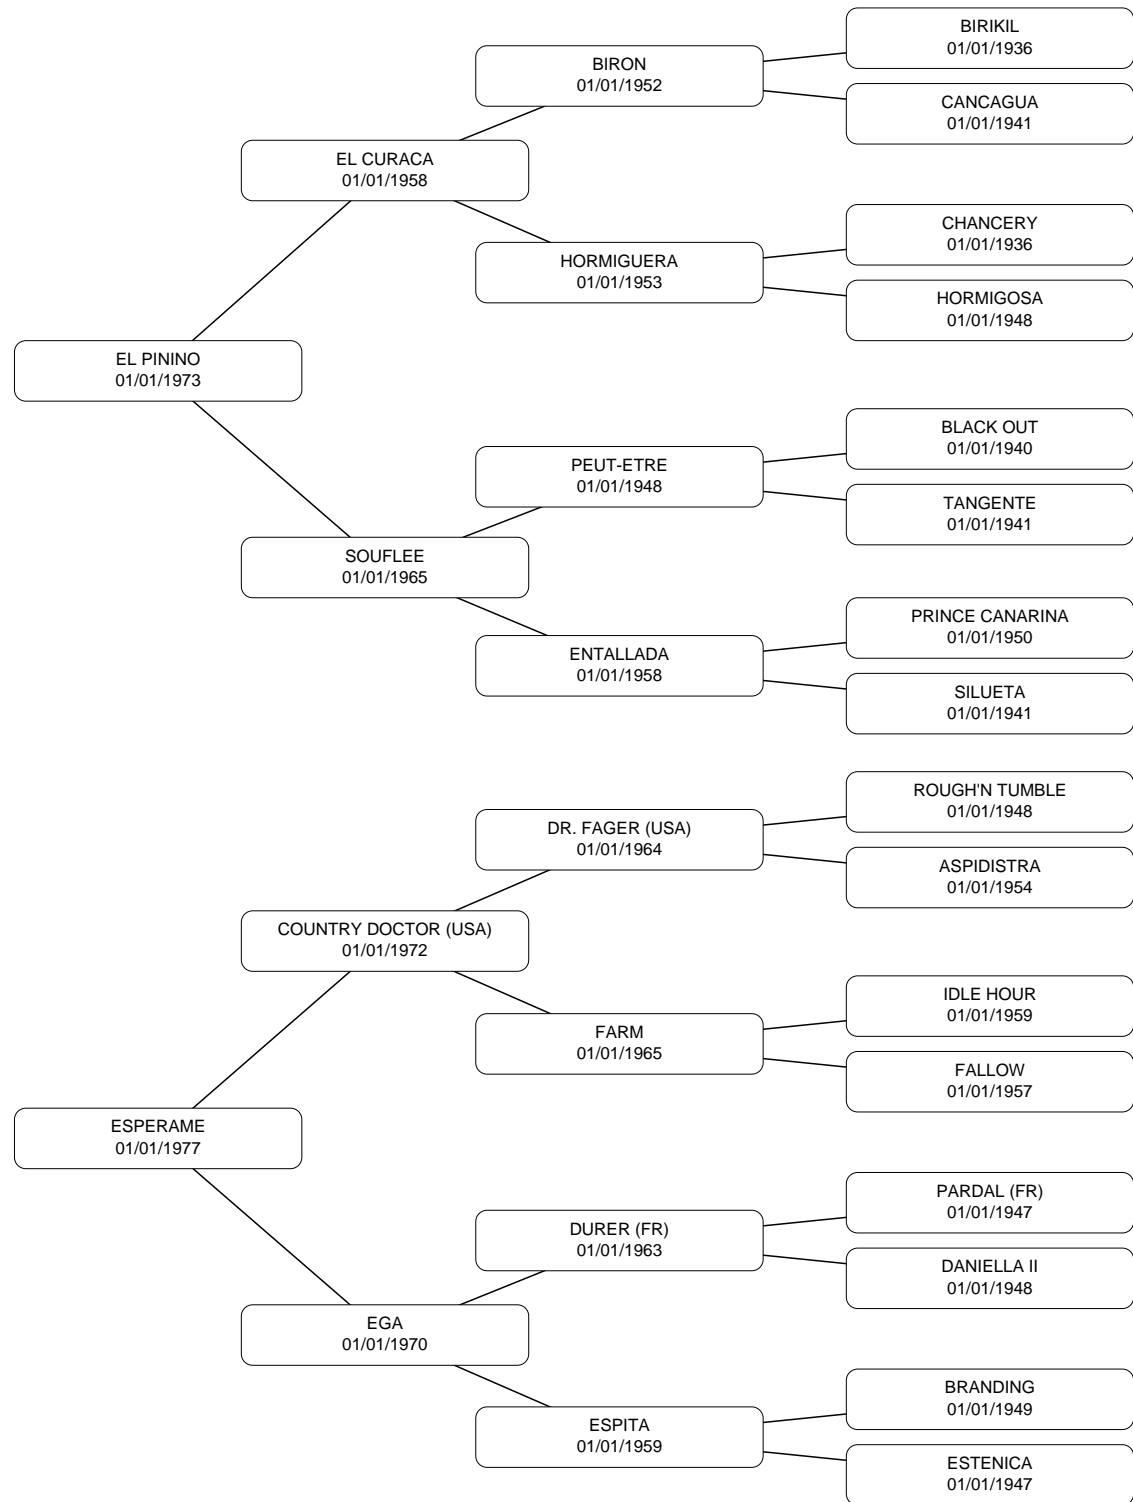 BIRIKIL
01/01/1936
BIRON
01/01/1952
CANCAGUA
01/01/1941
EL CURACA
01/01/1958
CHANCERY
01/01/1936
HORMIGUERA
01/01/1953
HORMIGOSA
01/01/1948
EL PININO
01/01/1973
BLACK OUT
01/01/1940
PEUT-ETRE
01/01/1948
TANGENTE
01/01/1941
SOUFLEE
01/01/1965
PRINCE CANARINA
01/01/1950
ENTALLADA
01/01/1958
SILUETA
01/01/1941
ROUGH'N TUMBLE
01/01/1948
DR. FAGER (USA)
01/01/1964
ASPIDISTRA
01/01/1954
COUNTRY DOCTOR (USA)
01/01/1972
IDLE HOUR
01/01/1959
FARM
01/01/1965
FALLOW
01/01/1957
ESPERAME
01/01/1977
PARDAL (FR)
01/01/1947
DURER (FR)
01/01/1963
DANIELLA II
01/01/1948
EGA
01/01/1970
BRANDING
01/01/1949
ESPITA
01/01/1959
ESTENICA
01/01/1947